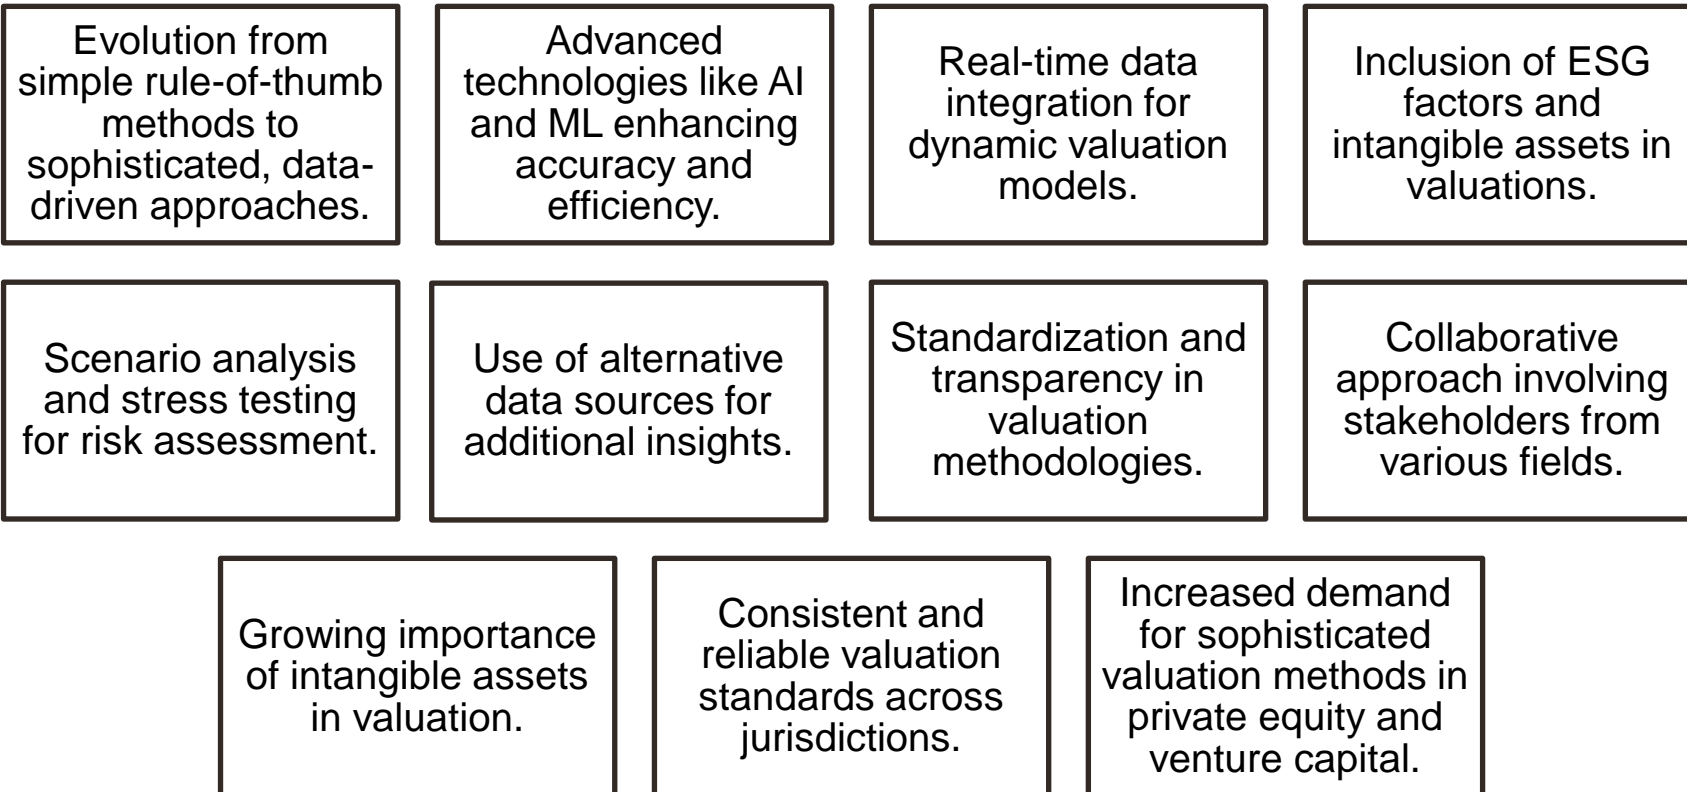 Evolution from
simple rule-of-thumb
methods to
sophisticated, data-
driven approaches.
Advanced
technologies like AI
and ML enhancing
accuracy and
efficiency.
Real-time data
integration for
dynamic valuation
models.
Inclusion of ESG
factors and
intangible assets in
valuations.
Scenario analysis
and stress testing
for risk assessment.
Use of alternative
data sources for
additional insights.
Standardization and
transparency in
valuation
methodologies.
Collaborative
approach involving
stakeholders from
various fields.
Growing importance
of intangible assets
in valuation.
Consistent and
reliable valuation
standards across
jurisdictions.
Increased demand
for sophisticated
valuation methods in
private equity and
venture capital.